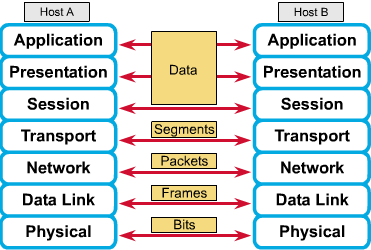 Host A
Host B
Application
Application
Presentation
Data
Presentation
Session
Session
Transport
Segments
Transport
Network
Packets
Network
Data Link
Frames
Data Link
Physical
Bits
Physical